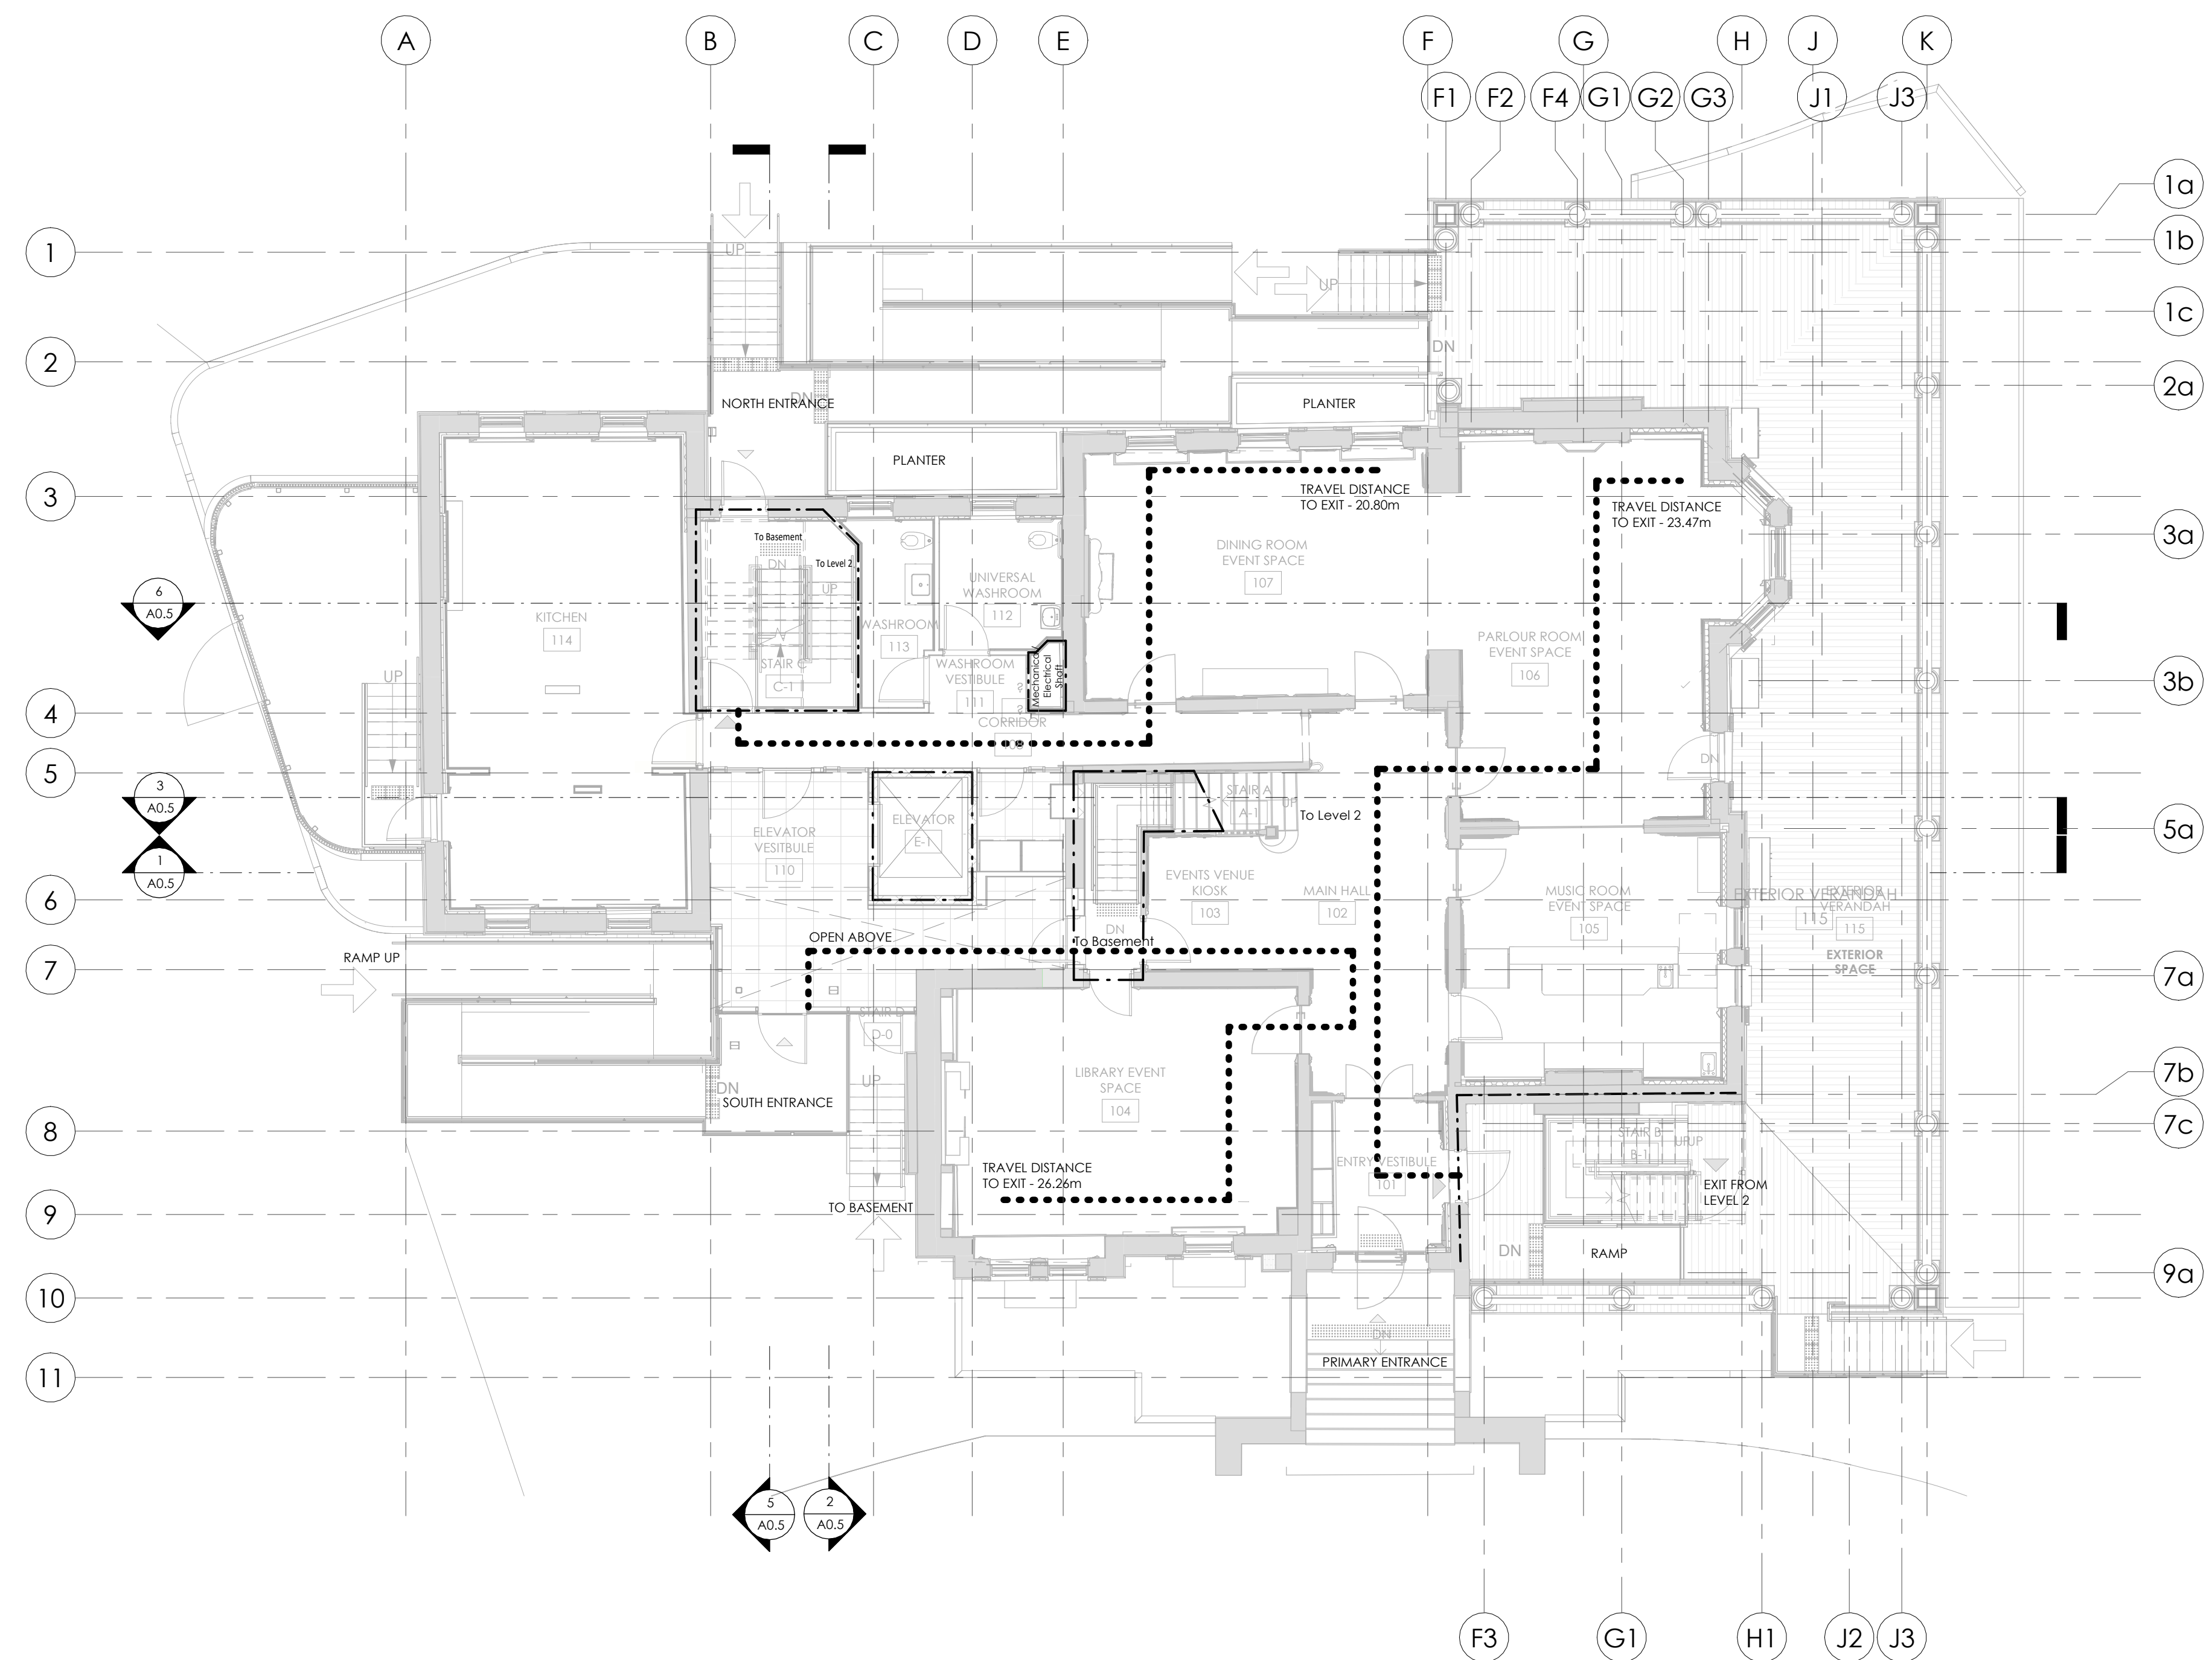 A
B
C
D
E
F
G
H
J
K
F1
F2
F4
G1
G2
G3
J1
J3
1a
1
UP
1b
UP
1c
2
DN
2a
NORTH ENTRANCE
DN
PLANTER
PLANTER
3
TRAVEL DISTANCE
TO EXIT - 20.80m
TRAVEL DISTANCE
TO EXIT - 23.47m
3a
To Basement
DN
To Level 2
UP
DINING ROOM
EVENT SPACE
107
UNIVERSAL
WASHROOM
112
6
A0.5
KITCHEN
114
WASHROOM
113
PARLOUR ROOM
EVENT SPACE
106
STAIR C
C-1
WASHROOM
VESTIBULE
111
Mechanical/
Electrical
Shaft
UP
3b
4
CORRIDOR
108
5
DN
3
A0.5
1
A0.5
STAIR A
A-1
UP
To Level 2
ELEVATOR
E-1
ELEVATOR
VESITBULE
110
5a
6
EVENTS VENUE
KIOSK
103
MAIN HALL
102
MUSIC ROOM
EVENT SPACE
105
EXTERIOR VERANDAH
115
EXTERIOR
VERANDAH
115
EXTERIOR
SPACE
DN
To Basement
OPEN ABOVE
RAMP UP
7
7a
STAIR D
D-0
UP
DN
SOUTH ENTRANCE
LIBRARY EVENT
SPACE
104
7b
8
7c
STAIR B
B-1
UP
UP
TRAVEL DISTANCE
TO EXIT - 26.26m
ENTRY VESTIBULE
101
EXIT FROM
LEVEL 2
TO BASEMENT
9
DN
RAMP
9a
10
DN
PRIMARY ENTRANCE
11
5
A0.5
2
A0.5
F3
G1
H1
J2
J3